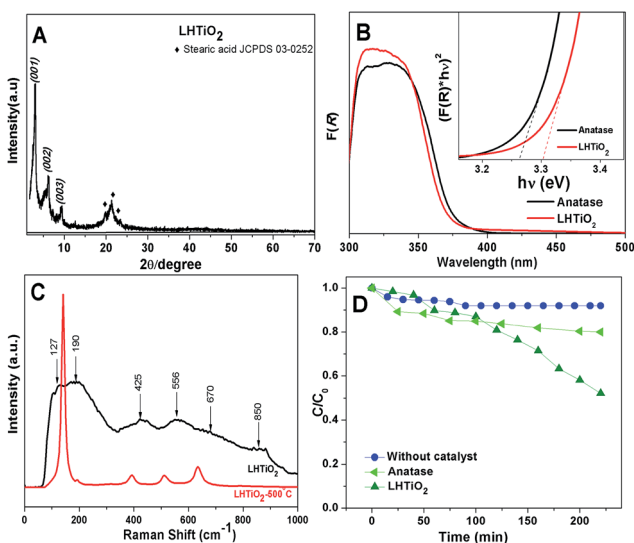 A
LHTiO2
♦ Stearic acid JCPDS 03-0252
Intensity(a.u)
(001)
(002)
(003)
10 20 30 40 50 60 70
2θ/degree
B
F(R)
(F(R)*hν)2
Anatase
LHTiO2
3.2 3.3 3.4
hν (eV)
Anatase
LHTiO2
300 350 400 450 500
Wavelength (nm)
C
Intensity (a.u.)
127
190
425
556
670
850
LHTiO2
LHTiO2-500°C
0 200 400 600 800 1000
Raman Shift (cm-1)
D
C/C0
1.0
0.8
0.6
0.4
0.2
0.0
Without catalyst
Anatase
LHTiO2
0 50 100 150 200
Time (min)